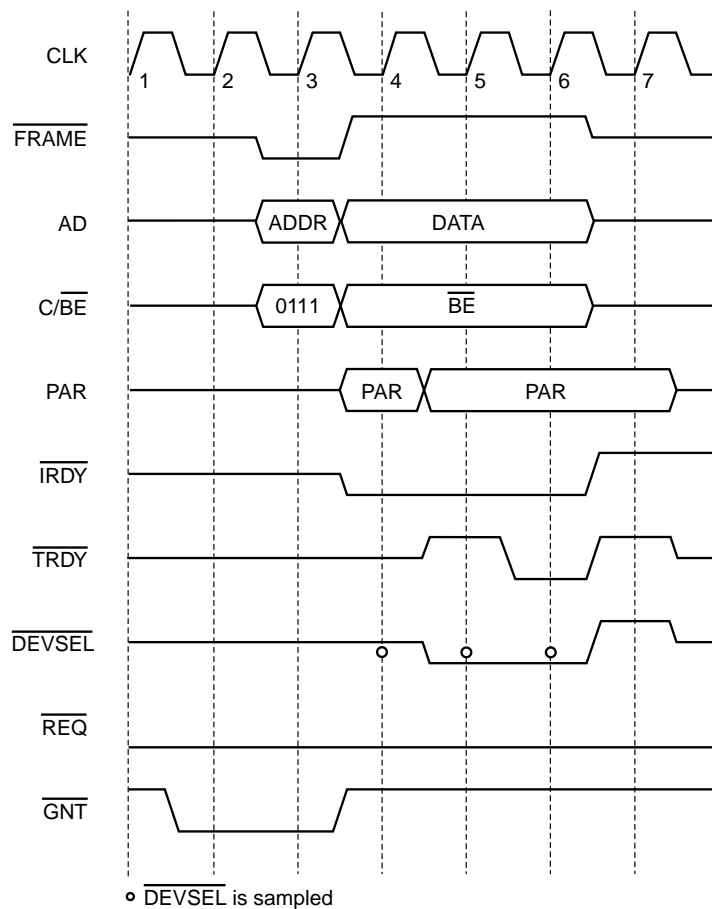 CLK
1 2 3 4 5 6 7
FRAME
AD ADDR DATA
C/BE 0111 BE
PAR PAR PAR
IRDY
TRDY
DEVSEL
REQ
GNT
DEVSEL is sampled